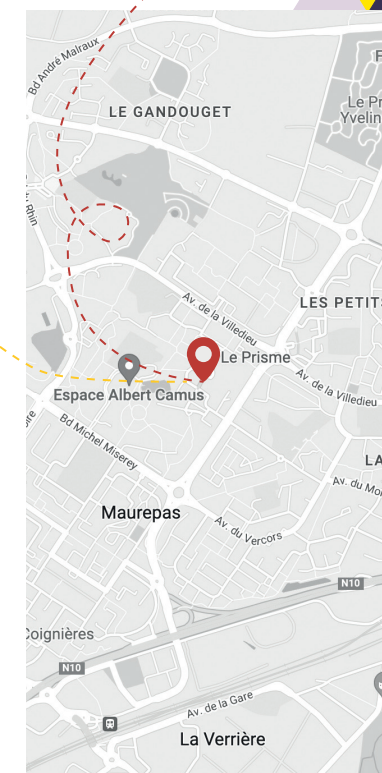 Bd André Malraux
LE GANDOUGET
Le Pr
Yvelin
du Rhin
Av. de la Villedieu
LES PETIT
Le Prisme
Av. de la Villedieu
Espace Albert Camus
Bd Michel Miserey
LA
Av. du Mo
Maurepas
Av. du Vercors
N10
Coignières
N10
Av. de la Gare
La Verrière